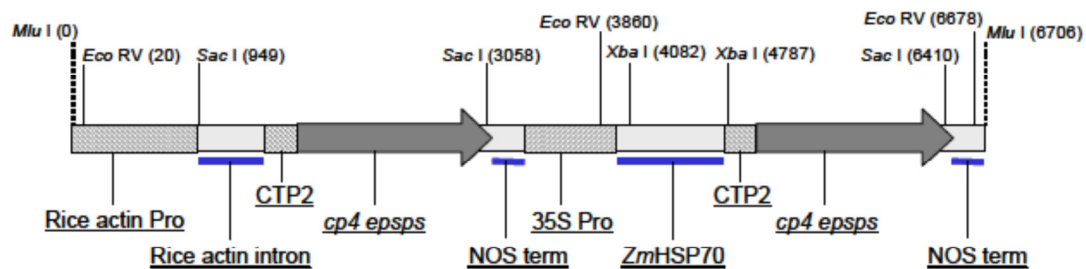 Eco RV (3860) Eco RV (6678)
Mlu I (0) Mlu I (6706)
Eco RV (20) Sac I (949) Sac I (3058) Xba I (4082) Xba I (4787) Sac I (6410)
CTP2 CTP2
Rice actin Pro cp4 epsps 35S Pro cp4 epsps
Rice actin intron NOS term ZmHSP70 NOS term